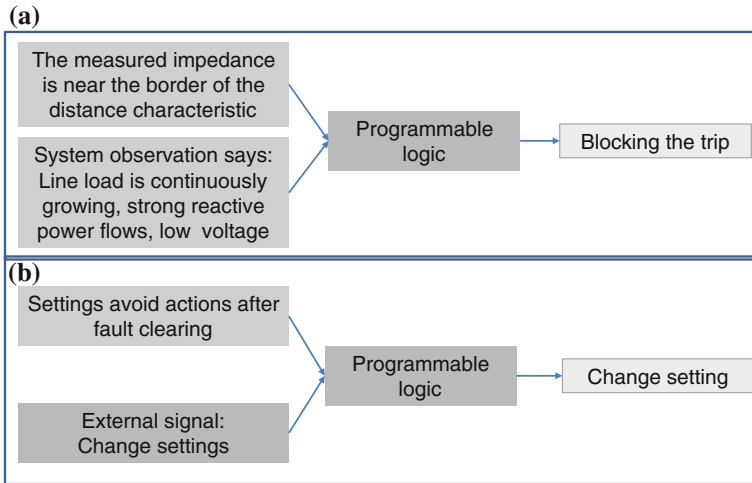 (a)
The measured impedance
is near the border of the
distance characteristic
System observation says:
Line load is continuously
growing, strong reactive
power flows, low voltage
Programmable
logic
Blocking the trip
(b)
Settings avoid actions after
fault clearing
External signal:
Change settings
Programmable
logic
Change setting